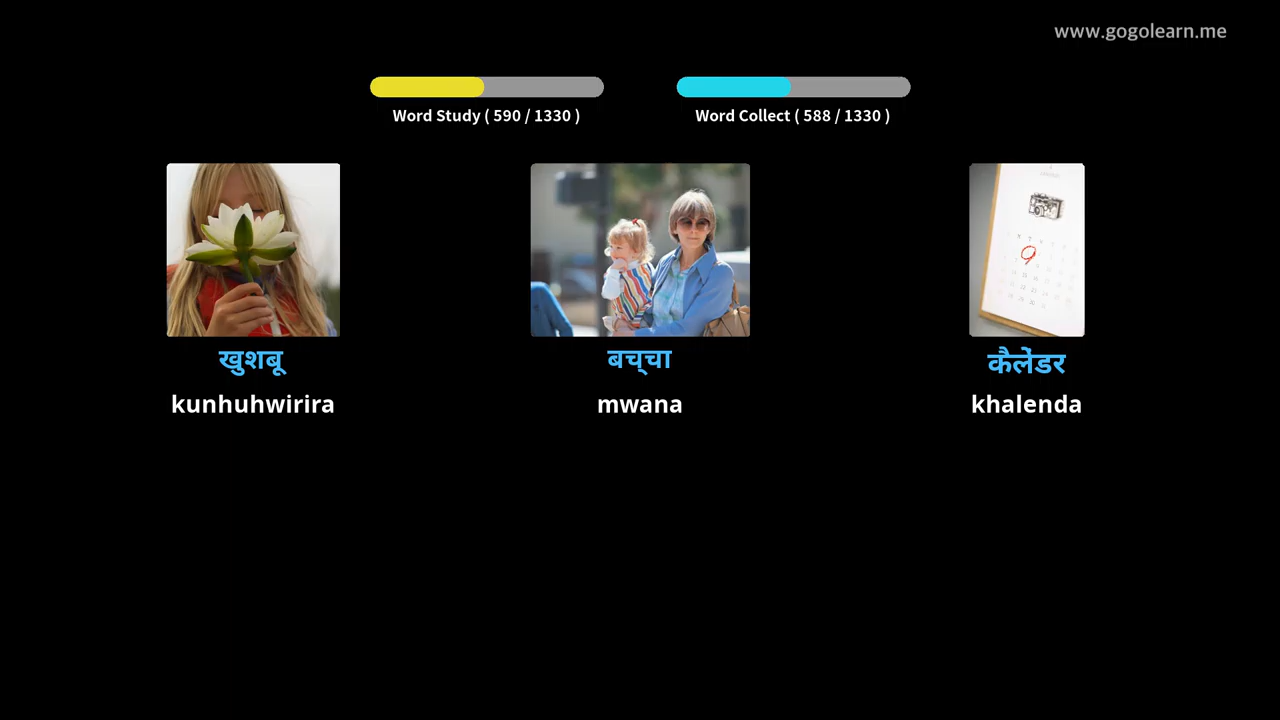 www.gogolearn.me
Word Study ( 590 / 1330 )
Word Collect ( 588 / 1330 )
खुशबू
बच्चा
कैलेंडर
kunhuhwirira
mwana
khalenda